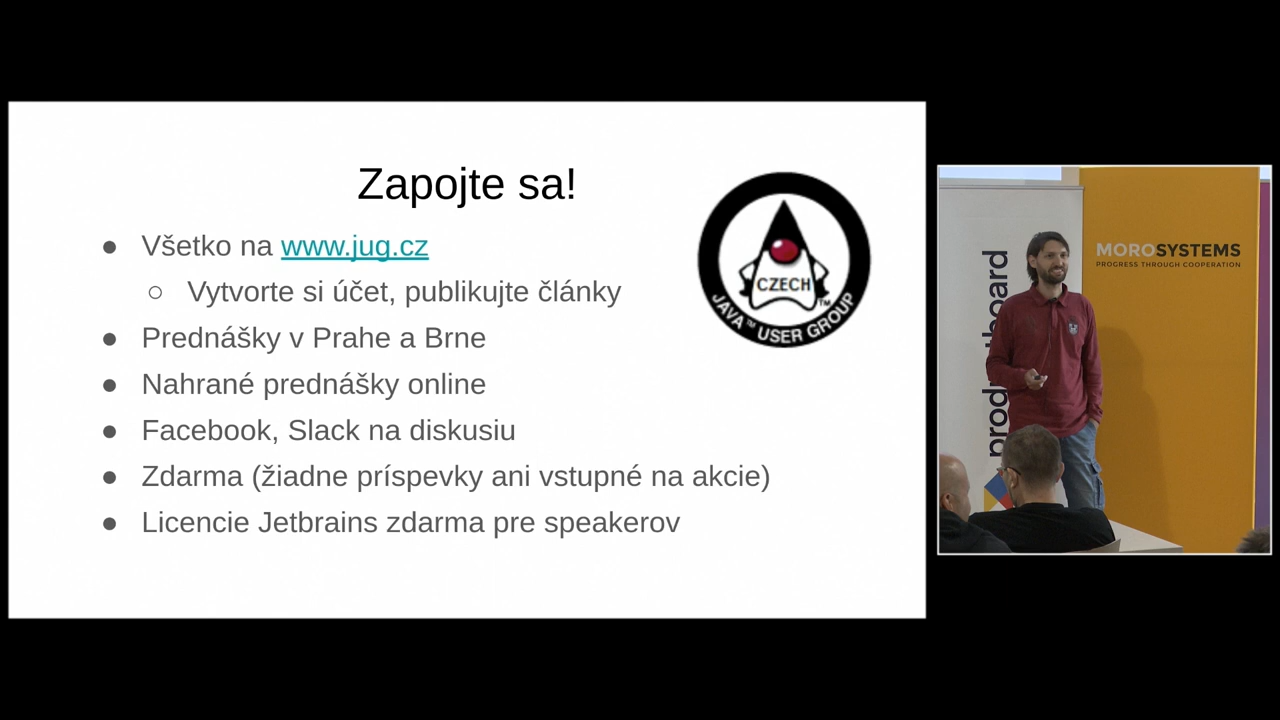 Zapojte sa!
● Všetko na www.jug.cz
○ Vytvorte si účet, publikujte články
● Prednášky v Prahe a Brne
● Nahrané prednášky online
● Facebook, Slack na diskusiu
● Zdarma (žiadne príspevky ani vstupné na akcie)
● Licencie Jetbrains zdarma pre speakerov
CZECH
TM
JAVA™ USER GROUP
MOROSYSTEMS
PROGRESS THROUGH COOPERATION